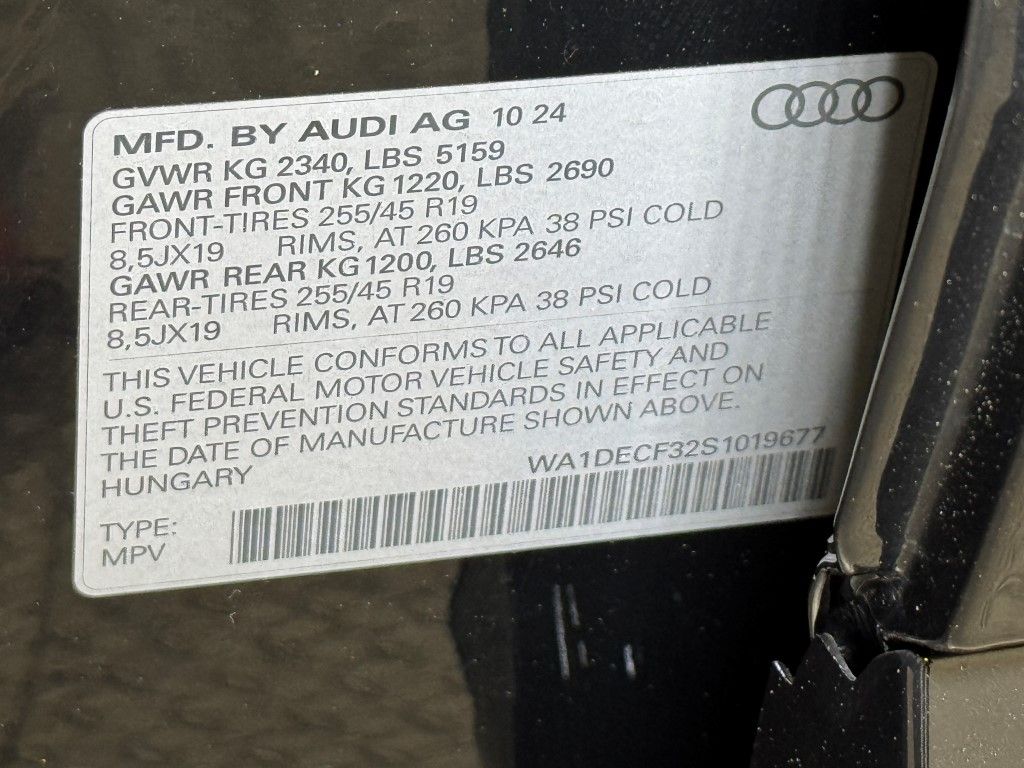 MFD. BY AUDI AG 10 24
GVWR KG 2340, LBS 5159
GAWR FRONT KG 1220, LBS 2690
FRONT-TIRES 255/45 R19
8,5JX19 RIMS, AT 260 KPA 38 PSI COLD
GAWR REAR KG 1200, LBS 2646
REAR-TIRES 255/45 R19
8,5JX19 RIMS, AT 260 KPA 38 PSI COLD
THIS VEHICLE CONFORMS TO ALL APPLICABLE
U.S. FEDERAL MOTOR VEHICLE SAFETY AND
THEFT PREVENTION STANDARDS IN EFFECT ON
THE DATE OF MANUFACTURE SHOWN ABOVE.
HUNGARY WA1DECF32S1019677
TYPE:
MPV